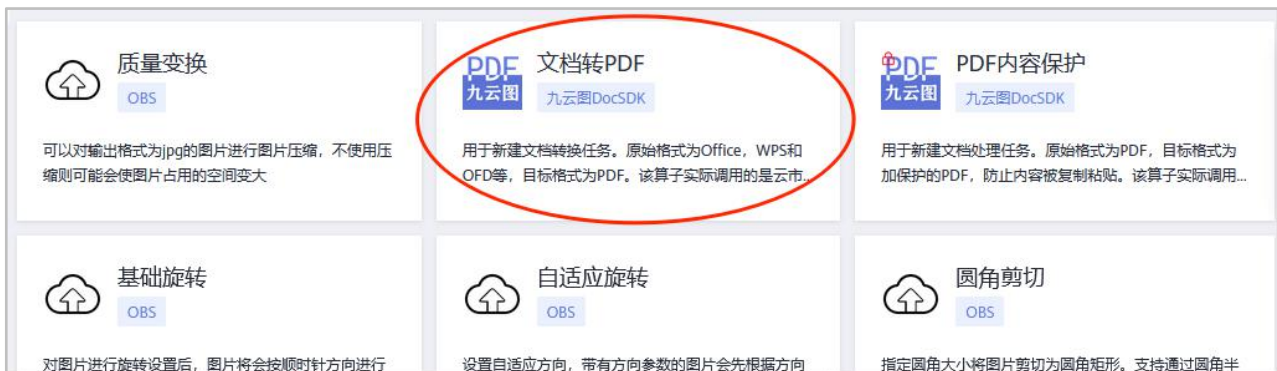 质量变换
OBS
可以对输出格式为jpg的图片进行图片压缩，不使用压
缩则可能会使图片占用的空间变大
PDF
九云图
文档转PDF
九云图DocSDK
用于新建文档转换任务。原始格式为Office，WPS和
OFD等，目标格式为PDF。该算子实际调用的是云市...
PDF
九云图
PDF内容保护
九云图DocSDK
用于新建文档处理任务。原始格式为PDF，目标格式为
加保护的PDF，防止内容被复制粘贴。该算子实际调用...
基础旋转
OBS
对图片进行旋转设置后，图片将会按顺时针方向进行
自适应旋转
OBS
设置自适应方向，带有方向参数的图片会先根据方向
圆角剪切
OBS
指定圆角大小将图片剪切为圆角矩形。支持通过圆角半